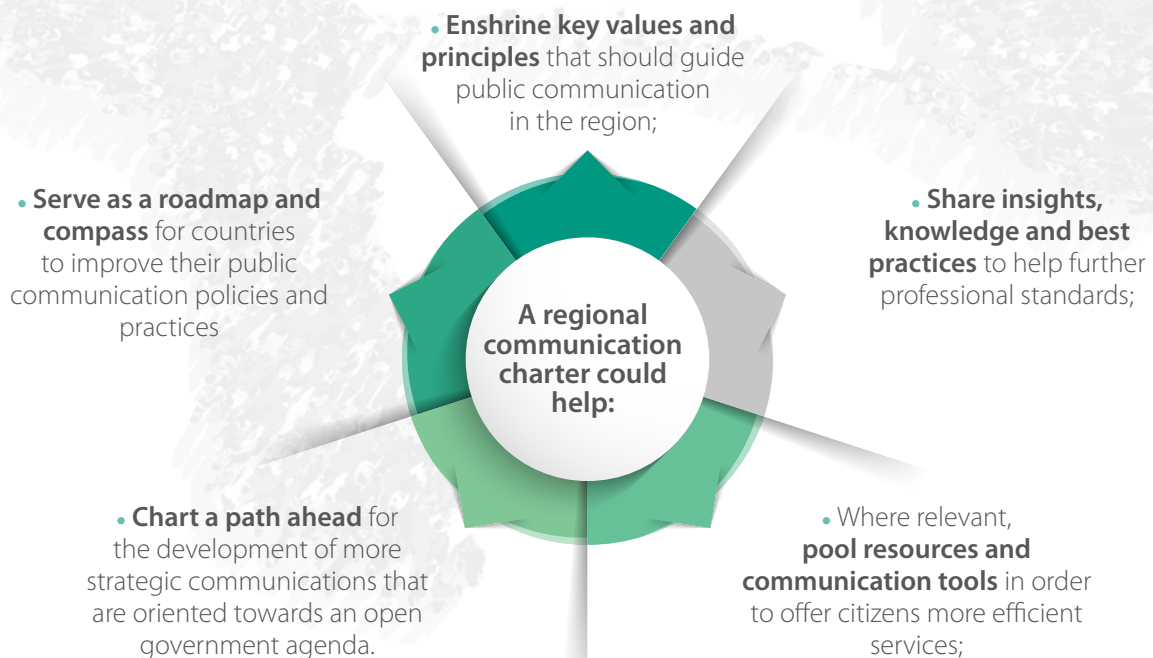 • Enshrine key values and
principles that should guide
public communication
in the region;
• Serve as a roadmap and
compass for countries
to improve their public
communication policies and
practices
• Share insights,
knowledge and best
practices to help further
professional standards;
A regional
communication
charter could
help:
• Chart a path ahead for
the development of more
strategic communications that
are oriented towards an open
government agenda.
• Where relevant,
pool resources and
communication tools in order
to offer citizens more efficient
services;